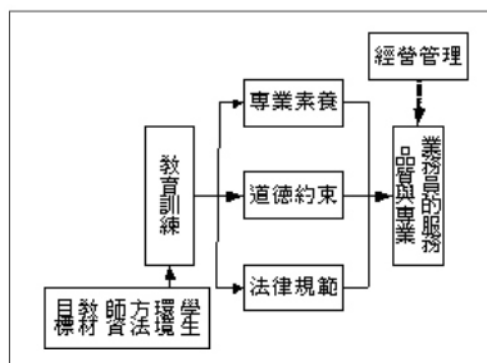 經營管理
專業素養
教育訓練
道德約束
業務員的服務
品質與專業
法律規範
目標
教材
師資
方法
環境
學生